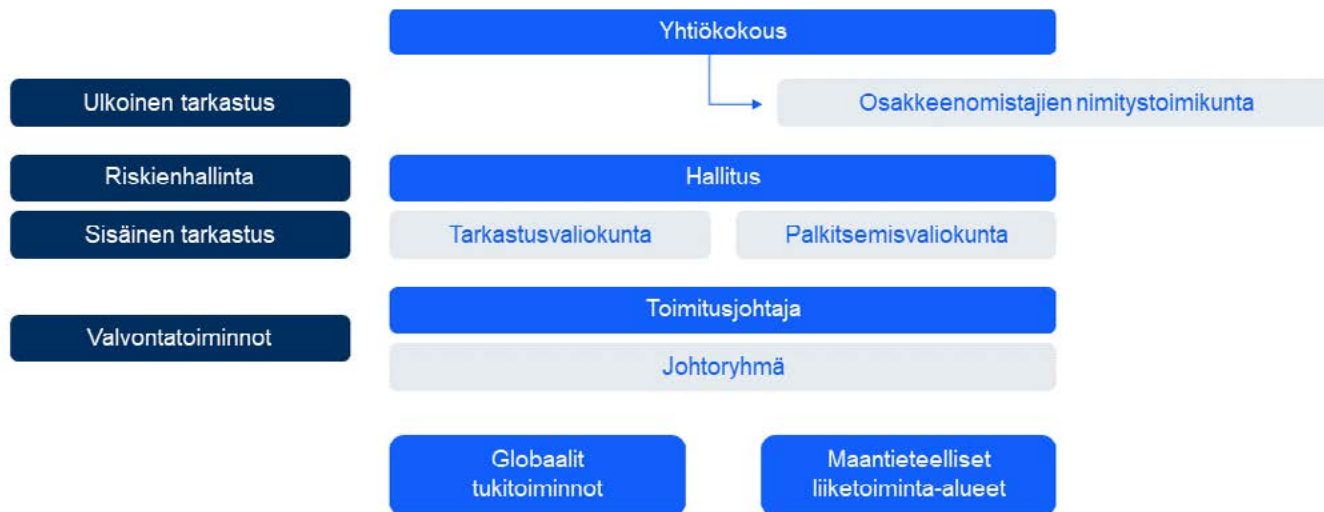 Yhtiökokous
Ulkoinen tarkastus
Osakkeenomistajien nimitystoimikunta
Riskienhallinta
Hallitus
Sisäinen tarkastus
Tarkastusvaliokunta
Palkitsemisvaliokunta
Toimitusjohtaja
Valvontatoiminnot
Johtoryhmä
Globaalit
tukitoiminnot
Maantieteelliset
liiketoiminta-alueet